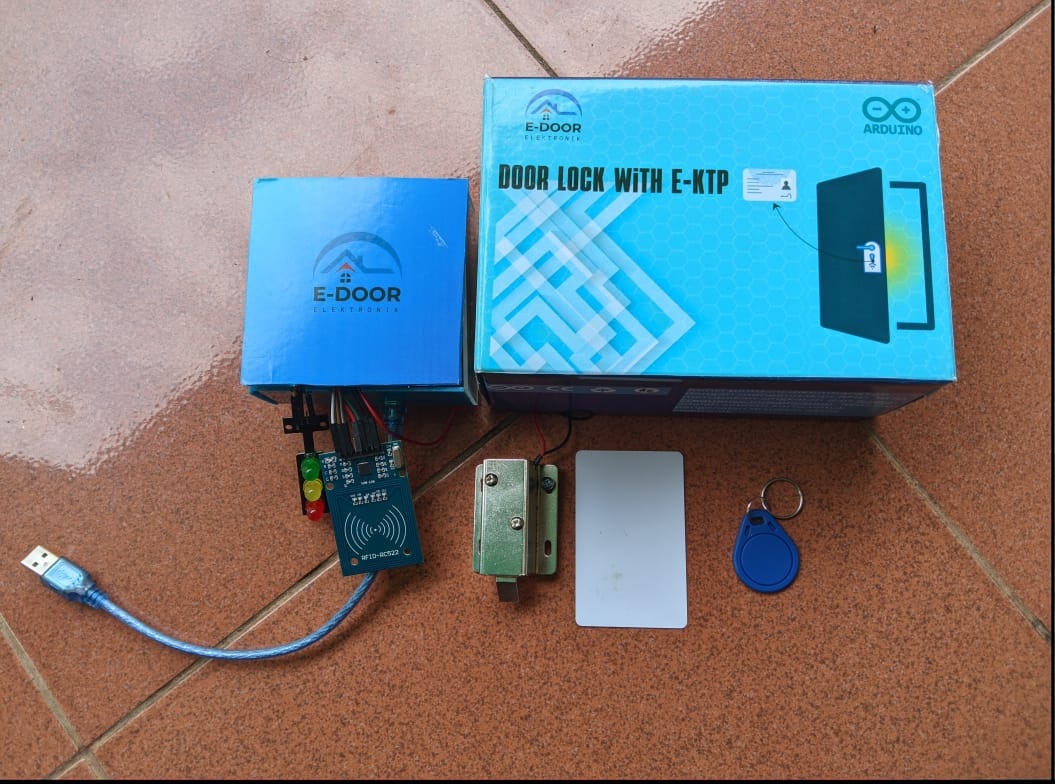 E-DOOR
ELEKTRONIK
ARDUINO
DOOR LOCK WiTH E-KTP
E-DOOR
ELEKTRONIK
RFID-RC522